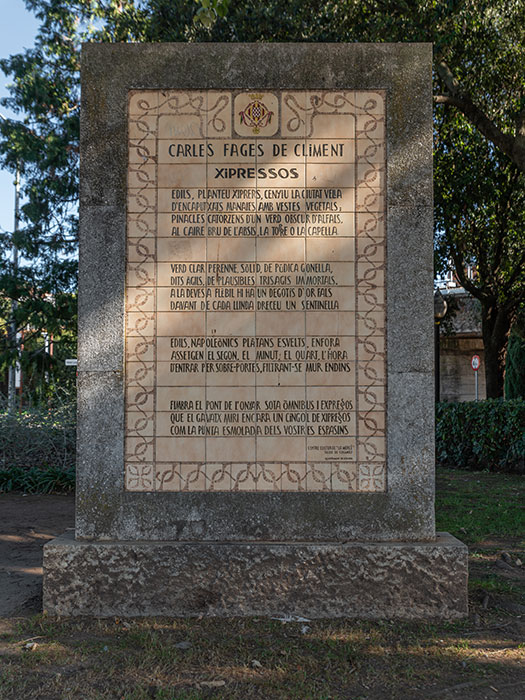 CARLES FAGES DE CLIMENT
XIPRESSOS
EDILS, PLANTEU XIPRERS, CENYIU LA CIUTAT VELLA
D'ENCAPUTXATS MANAIES AMB VESTES VEGETALS;
PINACLES CATORZENS D'UN VERD OBSCUR D'ALFALS,
AL CAIRE BRU DE L'ABSIS, LA TORRE O LA CAPELLA.
VERD CLAR PERENNE, SOLID, DE PUDICA GONELLA,
DITS AGILS, DE PLAUSIBLES TRISAGIS IMMORTALS,
A LA DEVESA FLEBIL HI HA UN DEGOTIS D'OR FALS
DAVANT DE CADA LLINDA DRECEU UN SENTINELLA
EDILS, NAPOLEONICS PLATANS ESVELTS, ENFORA
ASSETGEN EL SEGON, EL MINUT, EL QUART, L'HORA
D'ENTRAR PER SOBRE-PORTES, FILTRANT-SE MUR ENDINS
FUMBRA EL PONT DE L'ONYAR SOTA ÒMNIBUS I EXPRESSOS
QUE EL GAVATX MIRI ENCARA UN CINGOL DE XIPRESSOS
COM LA PUNTA ESMOLADA DELS VOSTRES ESPASINS